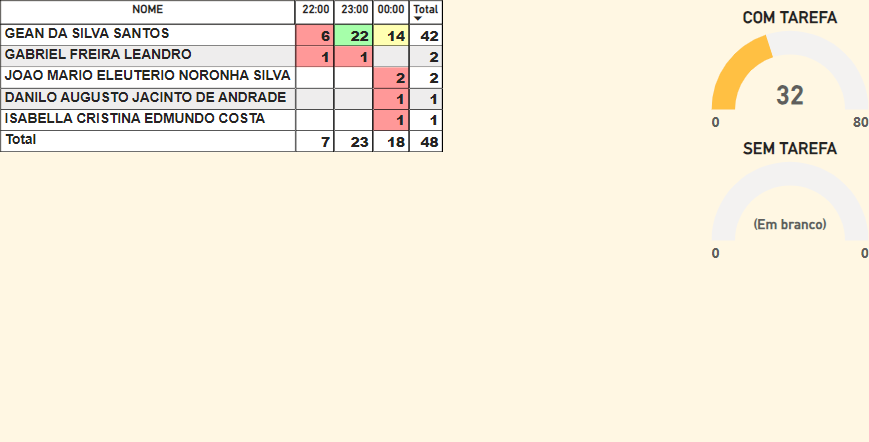 NOME 22:00 23:00 00:00 Total
GEAN DA SILVA SANTOS 6 22 14 42
GABRIEL FREIRA LEANDRO 1 1 2
JOAO MARIO ELEUTERIO NORONHA SILVA 2 2
DANILO AUGUSTO JACINTO DE ANDRADE 1 1
ISABELLA CRISTINA EDMUNDO COSTA 1 1
Total 7 23 18 48
COM TAREFA
32
0 80
SEM TAREFA
(Em branco)
0 0